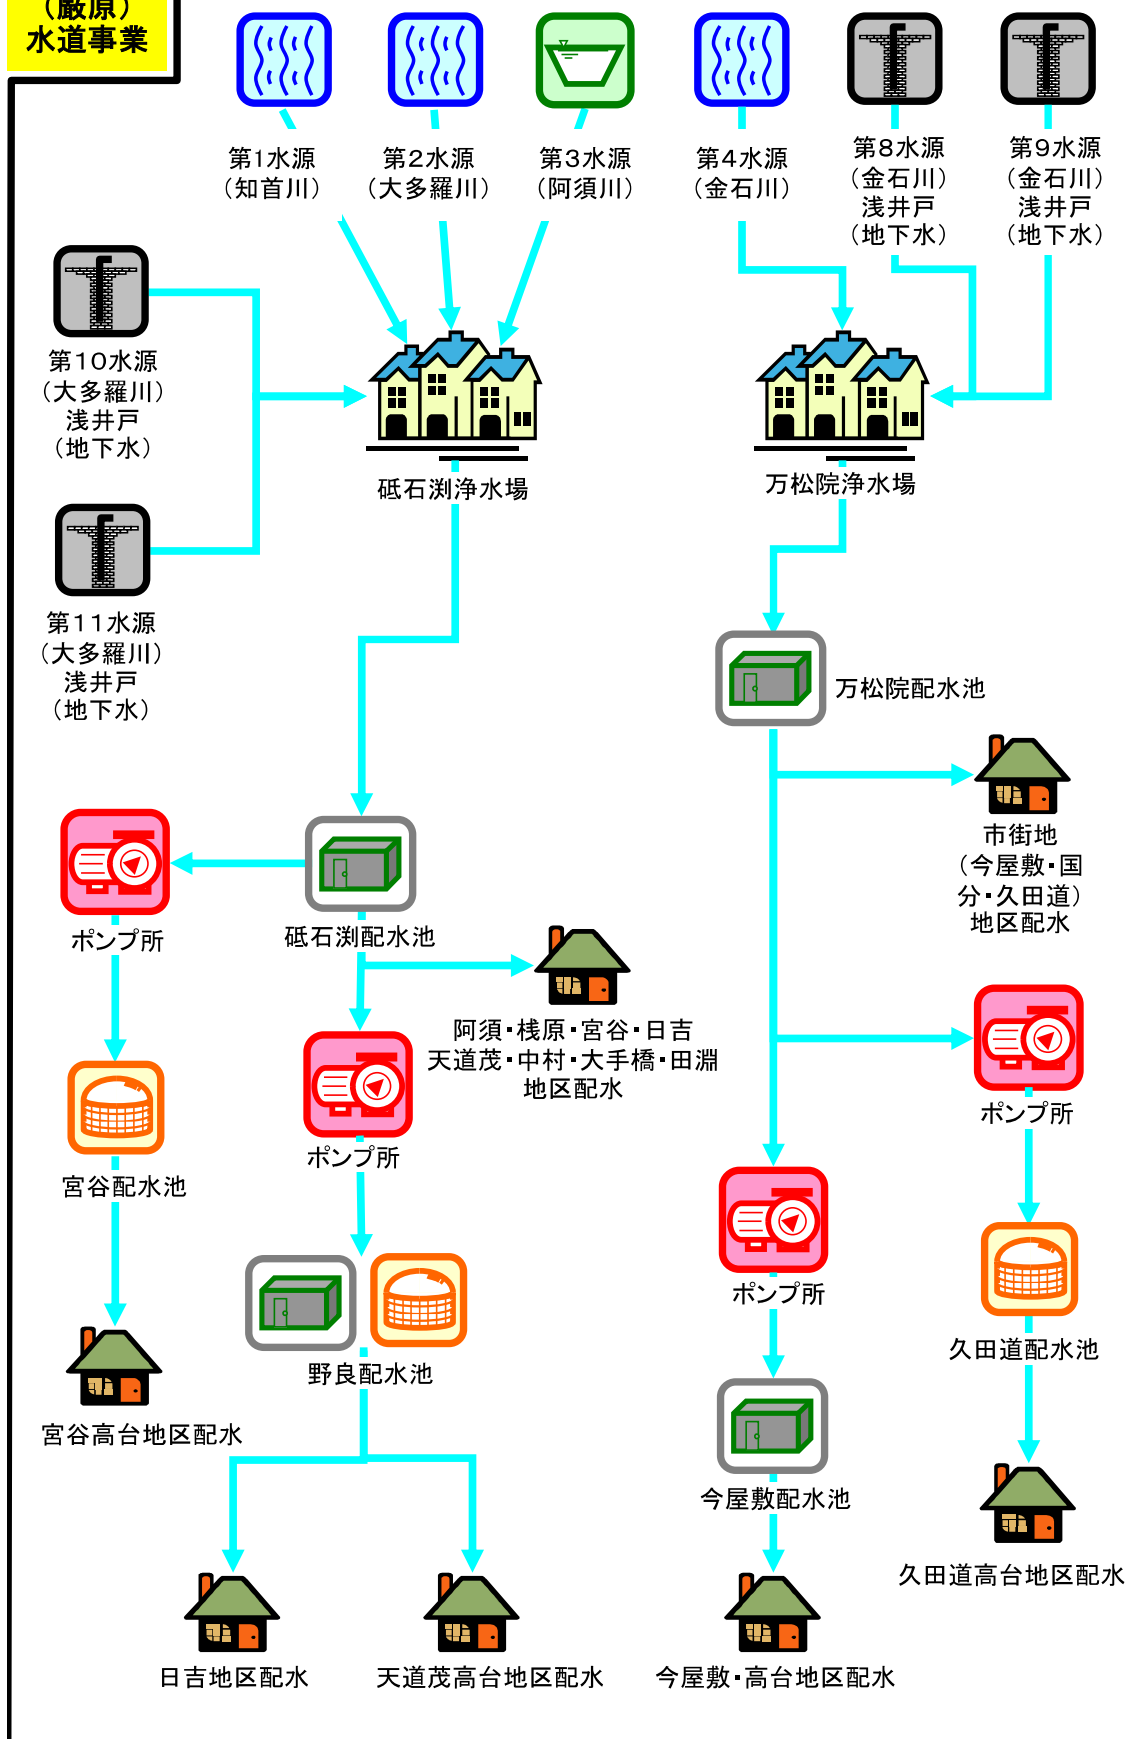 （厳原）
水道事業
第１水源
（知首川）
第２水源
（大多羅川）
第３水源
（阿須川）
第４水源
（金石川）
第８水源
（金石川）
浅井戸
（地下水）
第９水源
（金石川）
浅井戸
（地下水）
第１０水源
（大多羅川）
浅井戸
（地下水）
砥石渕浄水場
万松院浄水場
第１１水源
（大多羅川）
浅井戸
（地下水）
万松院配水池
市街地
（今屋敷・国
分・久田道）
地区配水
ポンプ所
砥石渕配水池
阿須・桟原・宮谷・日吉
天道茂・中村・大手橋・田淵
地区配水
ポンプ所
ポンプ所
宮谷配水池
ポンプ所
久田道配水池
野良配水池
宮谷高台地区配水
今屋敷配水池
久田道高台地区配水
日吉地区配水
天道茂高台地区配水
今屋敷・高台地区配水